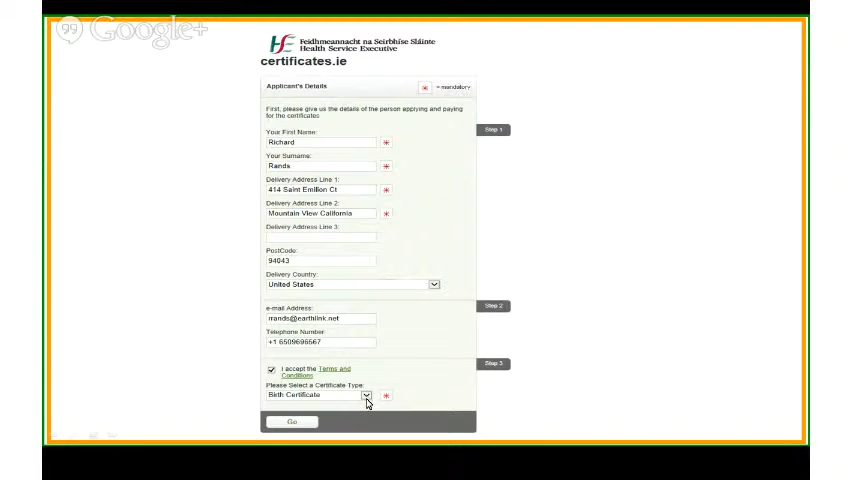 Google+
Feidhmeannacht na Seirbhíse Sláinte
Health Service Executive
certificates.ie
Applicant's Details
* = mandatory
First, please give us the details of the person applying and paying
for the certificates
Step 1
Your First Name:
Richard *
Your Surname:
Rands *
Delivery Address Line 1:
414 Saint Emilion Ct *
Delivery Address Line 2:
Mountain View California *
Delivery Address Line 3:
PostCode:
94043
Delivery Country:
United States
Step 2
e-mail Address:
rrands@earthlink.net
Telephone Number:
+1 6509696567
Step 3
I accept the Terms and
Conditions
Please Select a Certificate Type:
Birth Certificate *
Go